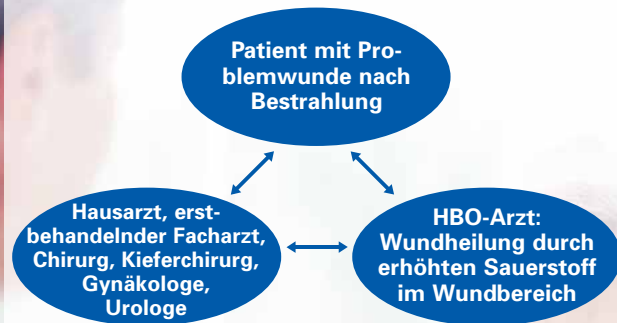 Patient mit Pro-
blemwunde nach
Bestrahlung
Hausarzt, erst-
behandelnder Facharzt,
Chirurg, Kieferchirurg,
Gynäkologe,
Urologe
HBO-Arzt:
Wundheilung durch
erhöhten Sauerstoff
im Wundbereich